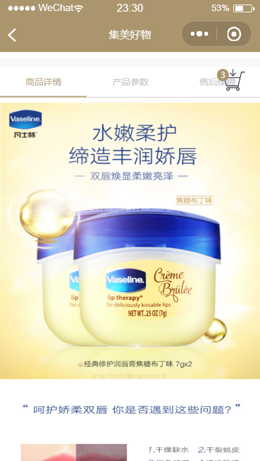 WeChat
23:30
53%
集美好物
商品详情
产品参数
售后
3
Vaseline.
凡士林
水嫩柔护
缔造丰润娇唇
双唇焕显柔嫩亮泽
焦糖布丁味
Vaseline.
lip therapy
for deliciously kissable lips
Crème Brûlée
NET WT. .25 OZ (7g)
经典修护润唇膏焦糖布丁味 7gx2
“ 呵护娇柔双唇 你是否遇到这些问题? ”
1.干燥缺水 2.干裂蜕皮